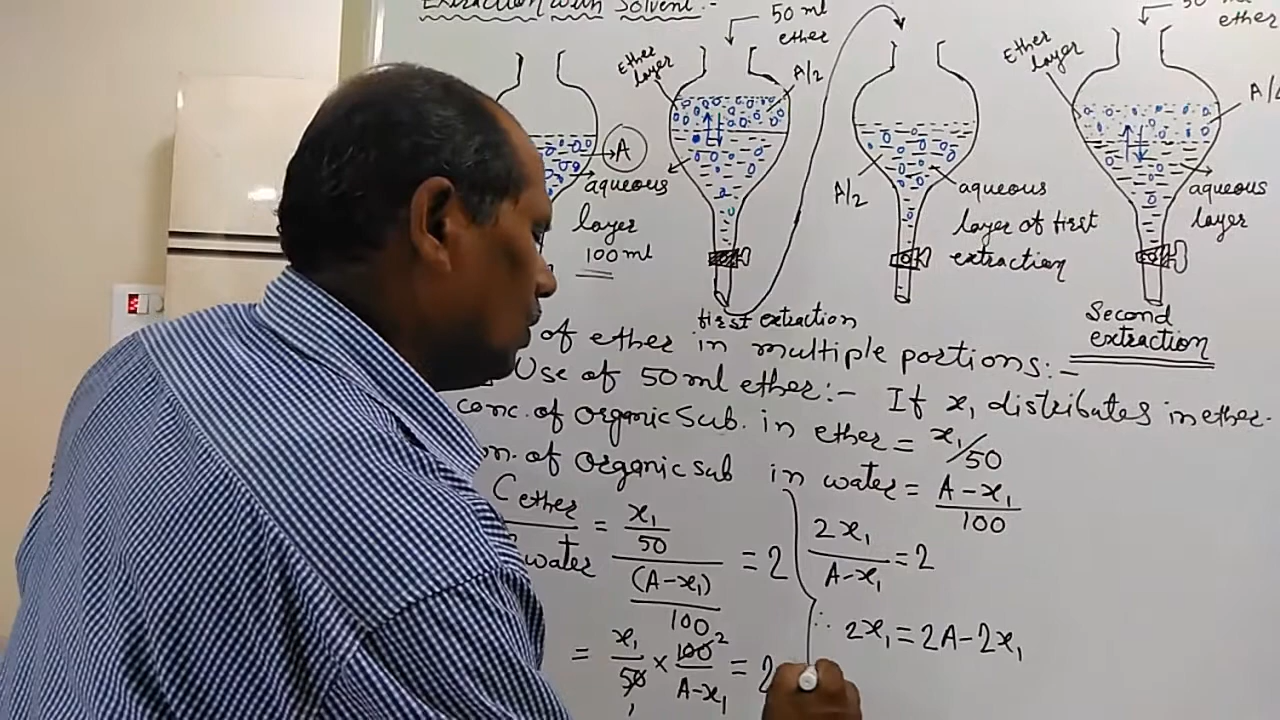 Extraction with Solvent :-
50 ml
ether
50 ml
ether
Ether
layer
A/2
Ether
layer
A
aqueous
layer
100 ml
A/2
aqueous
layer of first
extraction
aqueous
layer
first extraction
Second
extraction
of ether in multiple portions :-
Use of 50 ml ether :- If x₁ distributes in ether.
conc. of organic sub. in ether = x₁/50
of organic sub in water = A-x₁/100
C ether / water = x₁/50 / (A-x₁)/100 = 2
= x₁/50 × 100 2/A-x₁ = 2
1
2x₁/A-x₁ = 2
∴ 2x₁ = 2A-2x₁